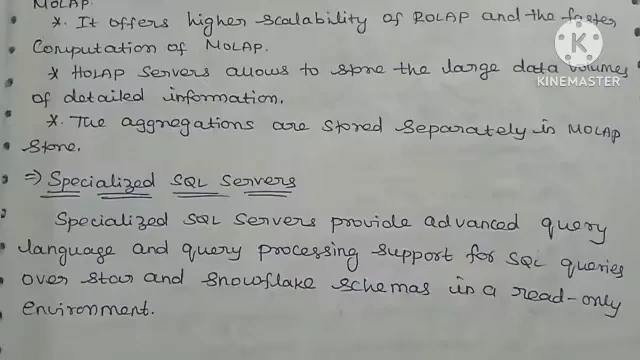 MOLAP.
*. It offers higher scalability of ROLAP and the faster
Computation of MOLAP.
* HOLAP servers allows to store the large data volumes
of detailed information.
*. The aggregations are stored separately in MOLAP
store.
⇒ Specialized SQL Servers
Specialized SQL servers provide advanced query
language and query processing support for SQL queries
over star and snowflake schemas in a read-only
environment.
K
KINEMASTER